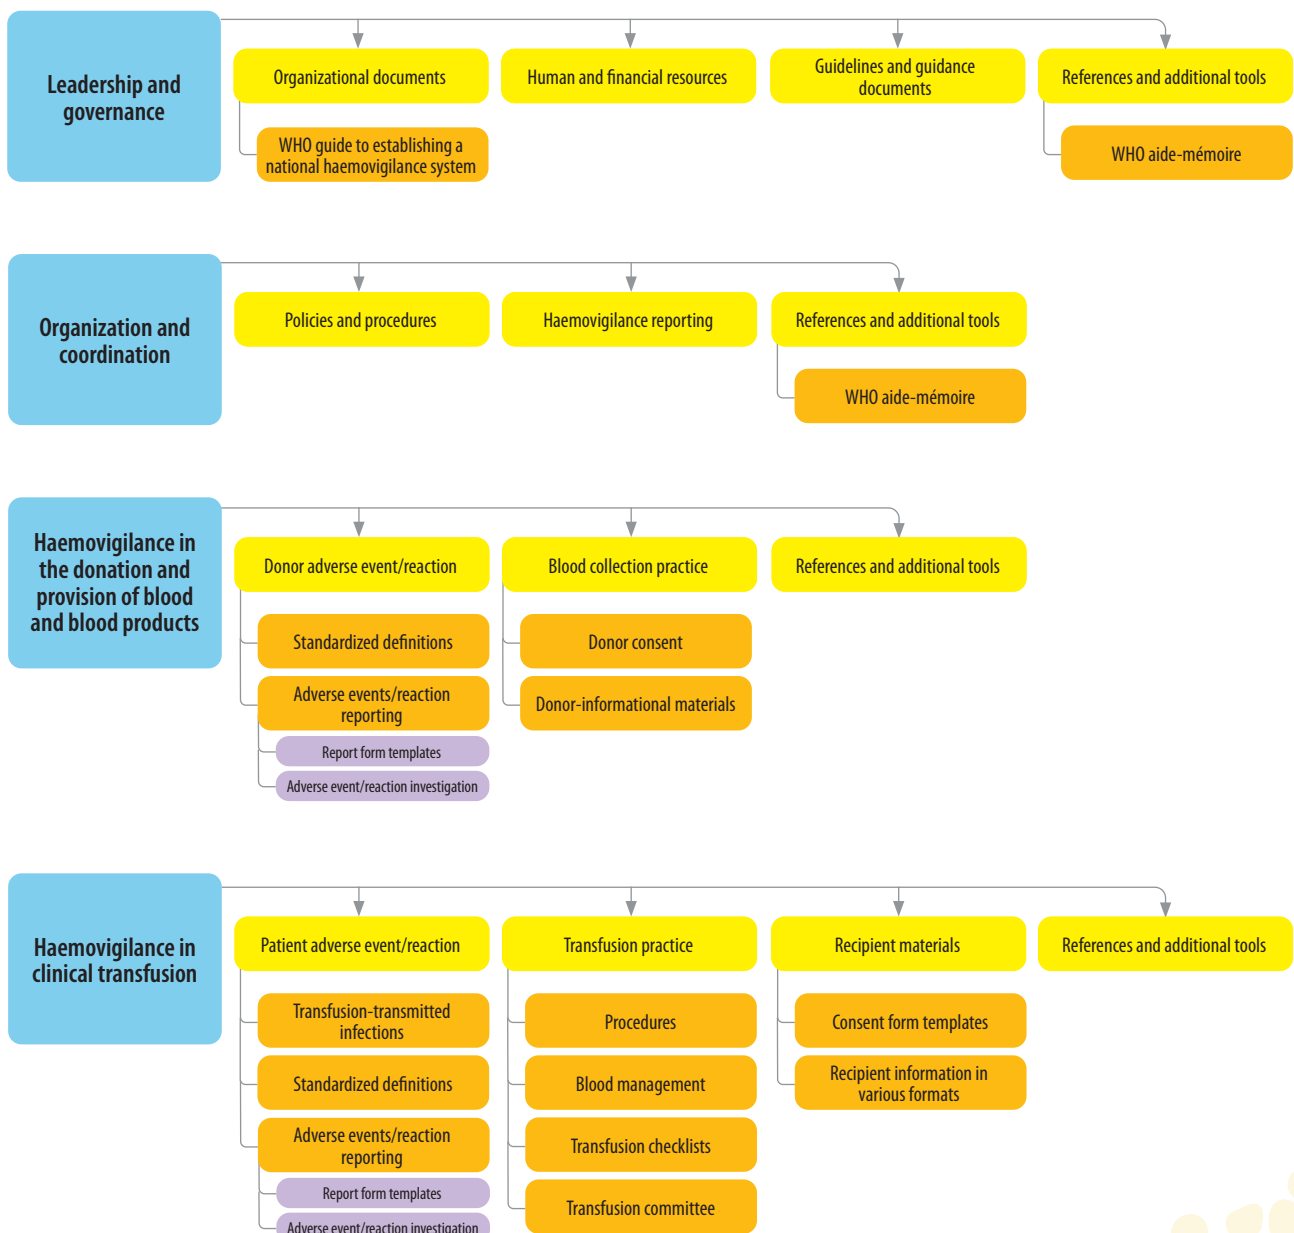 Leadership and
governance
Organizational documents
Human and financial resources
Guidelines and guidance
documents
References and additional tools
WHO guide to establishing a
national haemovigilance system
WHO aide-mémoire
Organization and
coordination
Policies and procedures
Haemovigilance reporting
References and additional tools
WHO aide-mémoire
Haemovigilance in
the donation and
provision of blood
and blood products
Donor adverse event/reaction
Blood collection practice
References and additional tools
Standardized definitions
Donor consent
Adverse events/reaction
reporting
Donor-informational materials
Report form templates
Adverse event/reaction investigation
Haemovigilance in
clinical transfusion
Patient adverse event/reaction
Transfusion practice
Recipient materials
References and additional tools
Transfusion-transmitted
infections
Procedures
Consent form templates
Standardized definitions
Blood management
Recipient information in
various formats
Adverse events/reaction
reporting
Transfusion checklists
Report form templates
Transfusion committee
Adverse event/reaction investigation